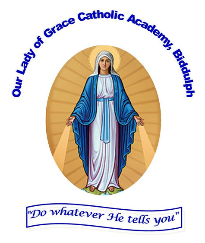 Our Lady of Grace Catholic Academy, Biddulph
"Do whatever He tells you"